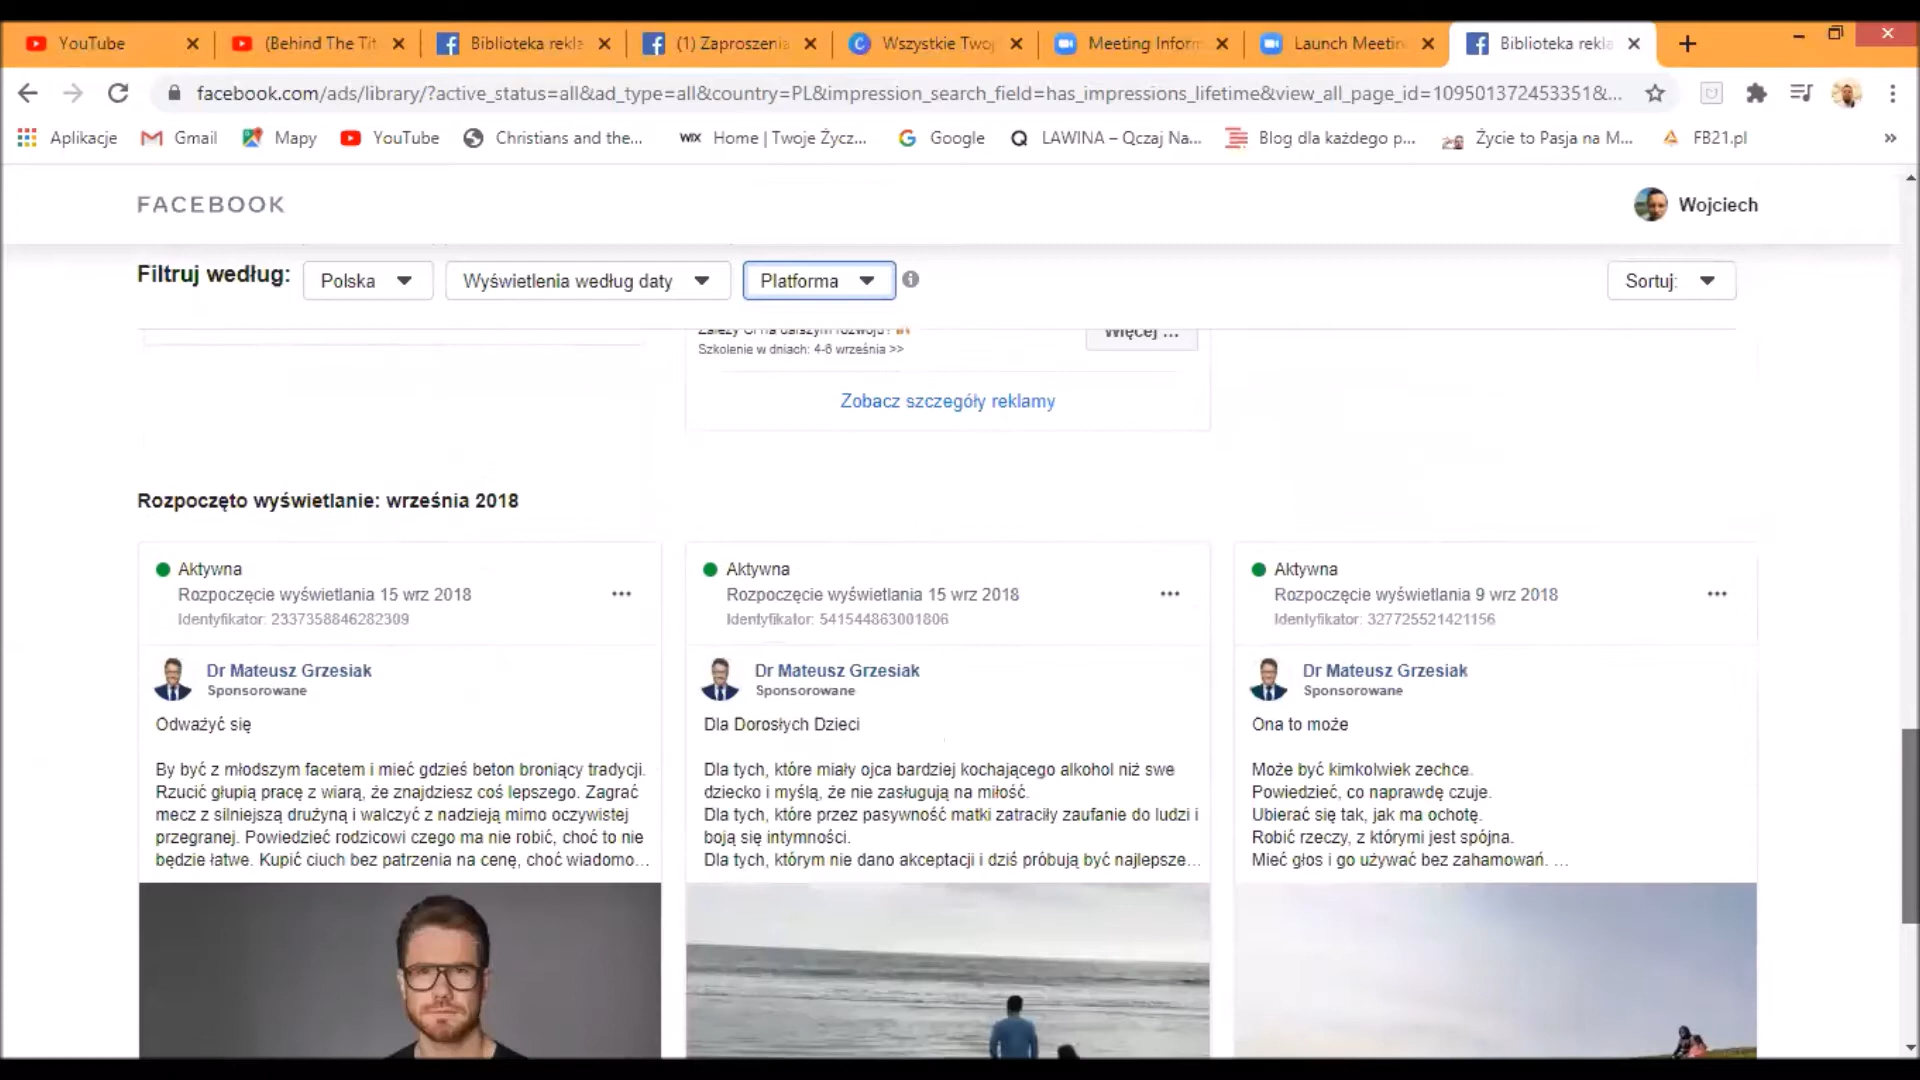 YouTube
(Behind The Tit
Biblioteka rekla
(1) Zaproszenia
Wszystkie Twoj
Meeting Inform
Launch Meetin
Biblioteka rekla
facebook.com/ads/library/?active_status=all&ad_type=all&country=PL&impression_search_field=has_impressions_lifetime&view_all_page_id=109501372453351&...
Aplikacje
Gmail
Mapy
YouTube
Christians and the...
WIX Home | Twoje Życz...
Google
LAWINA – Qczaj Na...
Blog dla każdego p...
Życie to Pasja na M...
FB21.pl
»
FACEBOOK
Wojciech
Filtruj według:
Polska
Wyświetlenia według daty
Platforma
Sortuj:
Zależy Ci na dalszym rozwoju?
Szkolenie w dniach: 4-6 września >>
Więcej ...
Zobacz szczegóły reklamy
Rozpoczęto wyświetlanie: września 2018
Aktywna
Rozpoczęcie wyświetlania 15 wrz 2018
Identyfikator: 2337358846282309
Dr Mateusz Grzesiak
Sponsorowane
Odważyć się
By być z młodszym facetem i mieć gdzieś beton broniący tradycji.
Rzucić głupią pracę z wiarą, że znajdziesz coś lepszego. Zagrać
mecz z silniejszą drużyną i walczyć z nadzieją mimo oczywistej
przegranej. Powiedzieć rodzicowi czego ma nie robić, choć to nie
będzie łatwe. Kupić ciuch bez patrzenia na cenę, choć wiadomo...
Aktywna
Rozpoczęcie wyświetlania 15 wrz 2018
Identyfikator: 541544863001806
Dr Mateusz Grzesiak
Sponsorowane
Dla Dorosłych Dzieci
Dla tych, które miały ojca bardziej kochającego alkohol niż swe
dziecko i myślą, że nie zasługują na miłość.
Dla tych, które przez pasywność matki zatraciły zaufanie do ludzi i
boją się intymności.
Dla tych, którym nie dano akceptacji i dziś próbują być najlepsze...
Aktywna
Rozpoczęcie wyświetlania 9 wrz 2018
Identyfikator: 327725521421156
Dr Mateusz Grzesiak
Sponsorowane
Ona to może
Może być kimkolwiek zechce.
Powiedzieć, co naprawdę czuje.
Ubierać się tak, jak ma ochotę.
Robić rzeczy, z którymi jest spójna.
Mieć głos i go używać bez zahamowań. ...